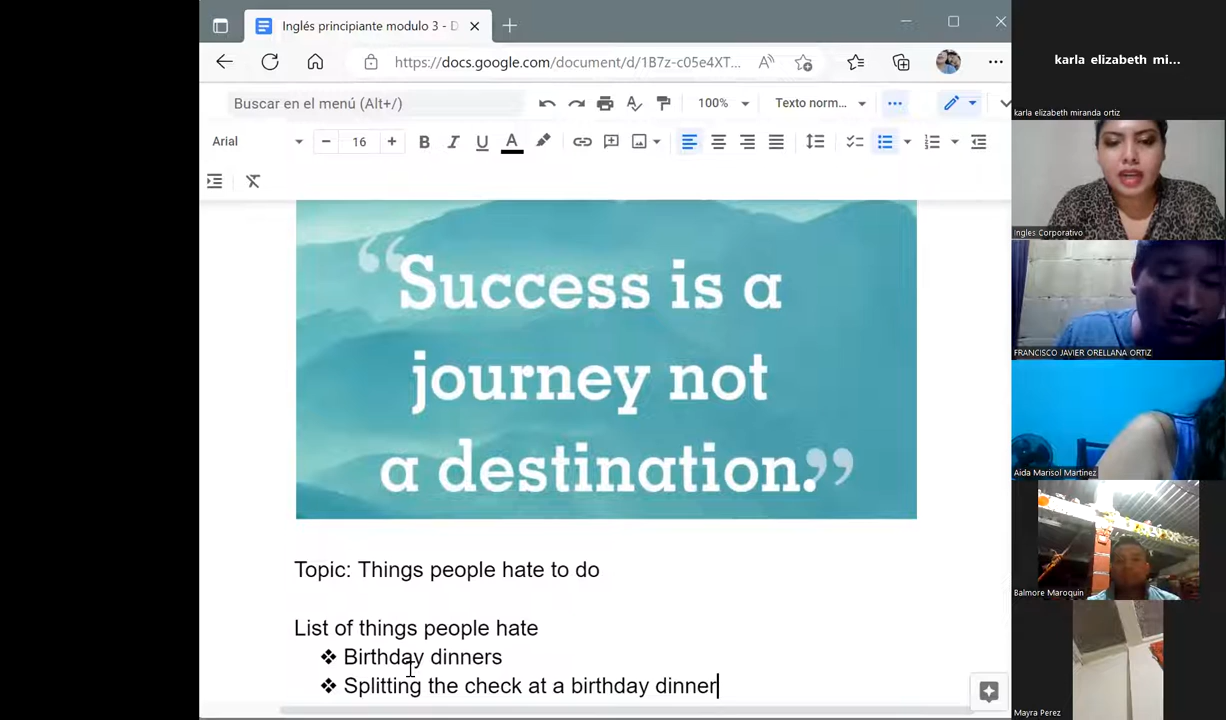 Inglés principiante modulo 3 - D
https://docs.google.com/document/d/1B7z-c05e4XT...
Buscar en el menú (Alt+/)
100%
Texto norm...
Arial
16
B I U A
“Success is a
journey not
a destination.”
Topic: Things people hate to do
List of things people hate
❖ Birthday dinners
❖ Splitting the check at a birthday dinner
karla elizabeth mi...
karla elizabeth miranda ortiz
Ingles Corporativo
FRANCISCO JAVIER ORELLANA ORTIZ
Aida Marisol Martinez
Balmore Maroquin
Mayra Perez